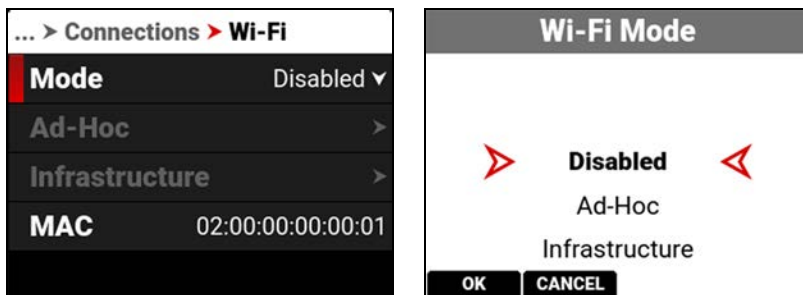 ... > Connections > Wi-Fi
Mode Disabled
Ad-Hoc >
Infrastructure >
MAC 02:00:00:00:00:01
Wi-Fi Mode
Disabled
Ad-Hoc
Infrastructure
OK CANCEL